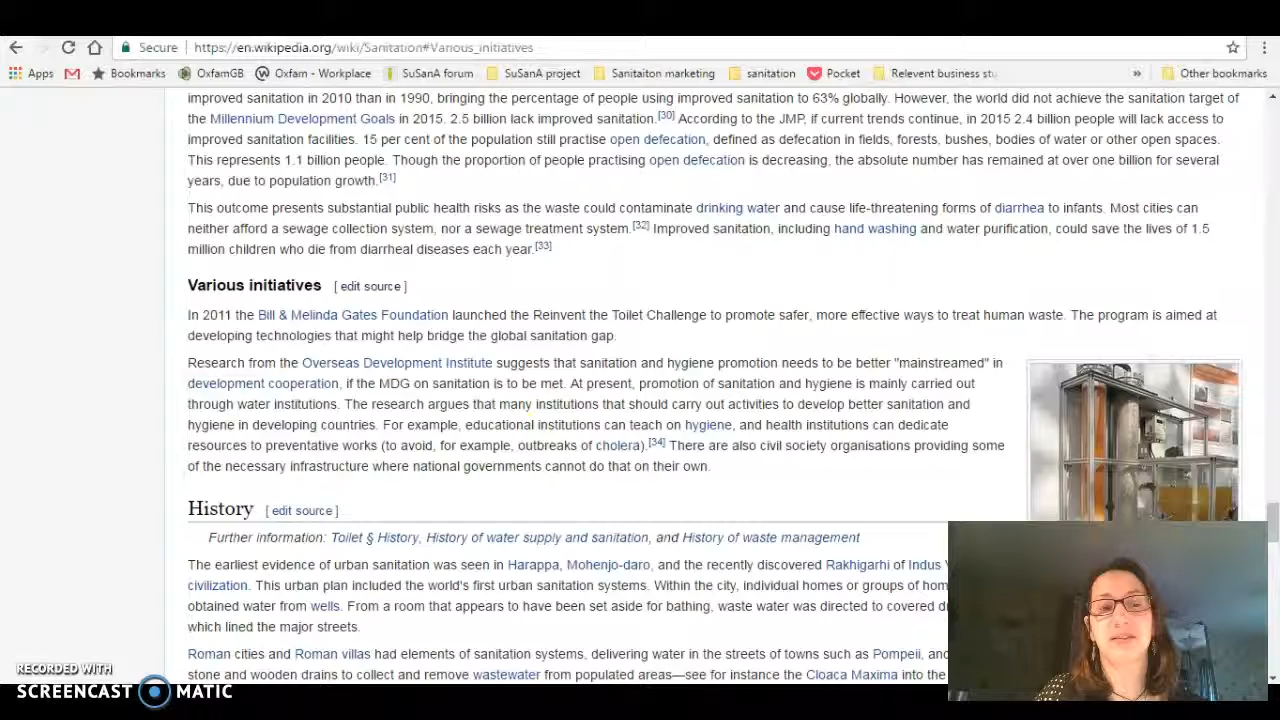 Secure https://en.wikipedia.org/wiki/Sanitation#Various_initiatives
Apps Bookmarks OxfamGB Oxfam - Workplace SuSanA forum SuSanA project Sanitaiton marketing sanitation Pocket Relevent business stu » Other bookmarks
improved sanitation in 2010 than in 1990, bringing the percentage of people using improved sanitation to 63% globally. However, the world did not achieve the sanitation target of
the Millennium Development Goals in 2015. 2.5 billion lack improved sanitation.[30] According to the JMP, if current trends continue, in 2015 2.4 billion people will lack access to
improved sanitation facilities. 15 per cent of the population still practise open defecation, defined as defecation in fields, forests, bushes, bodies of water or other open spaces.
This represents 1.1 billion people. Though the proportion of people practising open defecation is decreasing, the absolute number has remained at over one billion for several
years, due to population growth.[31]
This outcome presents substantial public health risks as the waste could contaminate drinking water and cause life-threatening forms of diarrhea to infants. Most cities can
neither afford a sewage collection system, nor a sewage treatment system.[32] Improved sanitation, including hand washing and water purification, could save the lives of 1.5
million children who die from diarrheal diseases each year.[33]
Various initiatives [ edit source ]
In 2011 the Bill & Melinda Gates Foundation launched the Reinvent the Toilet Challenge to promote safer, more effective ways to treat human waste. The program is aimed at
developing technologies that might help bridge the global sanitation gap.
Research from the Overseas Development Institute suggests that sanitation and hygiene promotion needs to be better "mainstreamed" in
development cooperation, if the MDG on sanitation is to be met. At present, promotion of sanitation and hygiene is mainly carried out
through water institutions. The research argues that many institutions that should carry out activities to develop better sanitation and
hygiene in developing countries. For example, educational institutions can teach on hygiene, and health institutions can dedicate
resources to preventative works (to avoid, for example, outbreaks of cholera).[34] There are also civil society organisations providing some
of the necessary infrastructure where national governments cannot do that on their own.
History [ edit source ]
Further information: Toilet § History, History of water supply and sanitation, and History of waste management
The earliest evidence of urban sanitation was seen in Harappa, Mohenjo-daro, and the recently discovered Rakhigarhi of Indus
civilization. This urban plan included the world's first urban sanitation systems. Within the city, individual homes or groups of hom
obtained water from wells. From a room that appears to have been set aside for bathing, waste water was directed to covered d
which lined the major streets.
Roman cities and Roman villas had elements of sanitation systems, delivering water in the streets of towns such as Pompeii, and
stone and wooden drains to collect and remove wastewater from populated areas—see for instance the Cloaca Maxima into the
RECORDED WITH
SCREENCAST MATIC